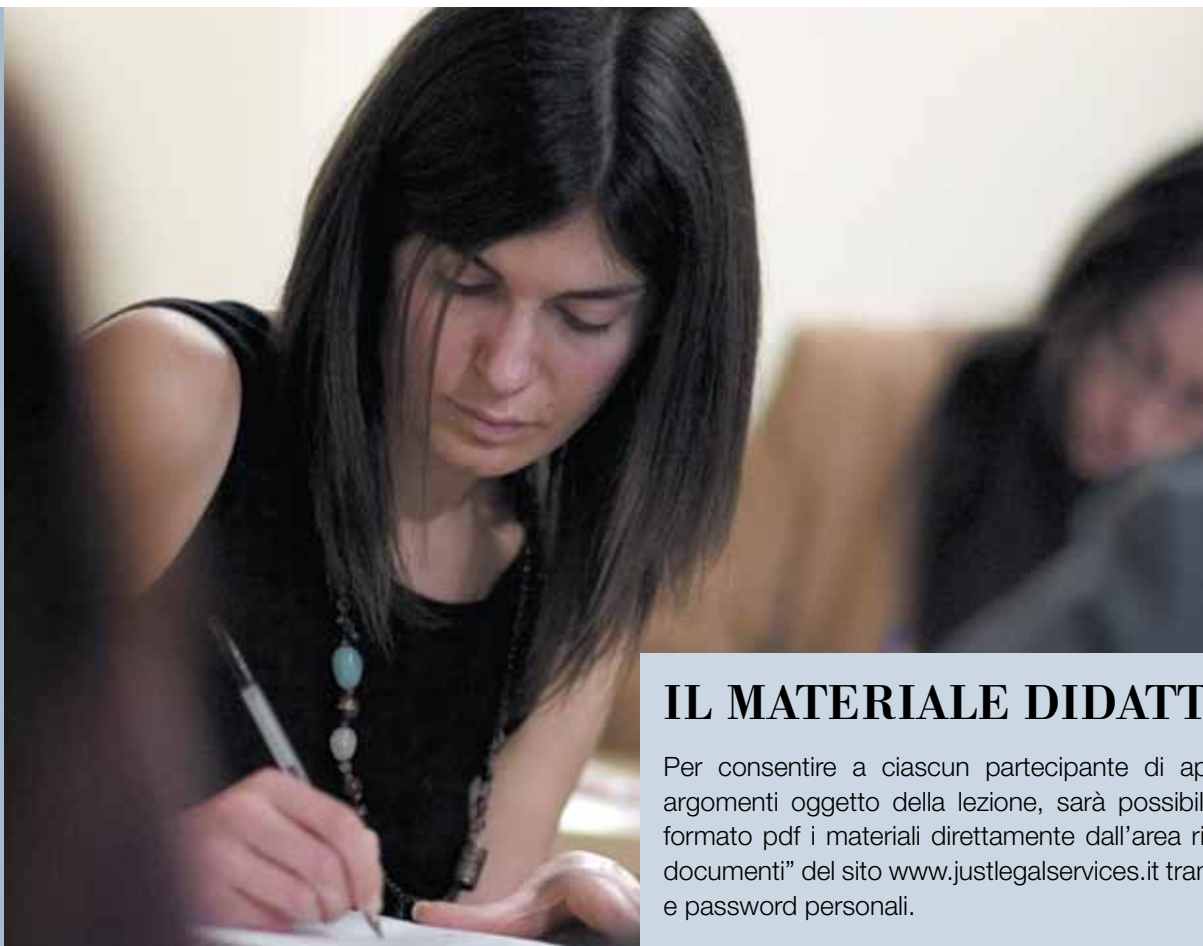 IL MATERIALE DIDATT
Per consentire a ciascun partecipante di ap
argomenti oggetto della lezione, sarà possibil
formato pdf i materiali direttamente dall'area ri
documenti” del sito www.justlegalservices.it tran
e password personali.